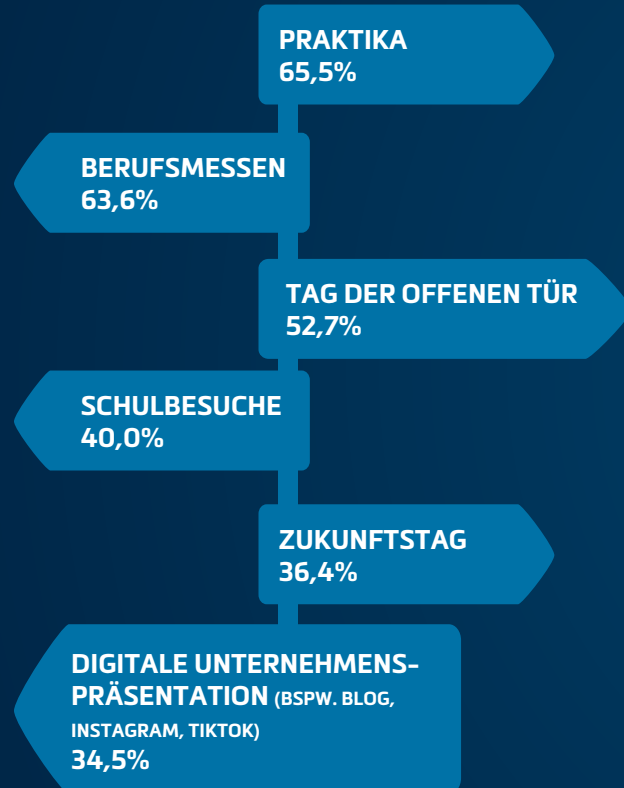 PRAKTIKA
65,5%
BERUFSMESSEN
63,6%
TAG DER OFFENEN TÜR
52,7%
SCHULBESUCHE
40,0%
ZUKUNFTSTAG
36,4%
DIGITALE UNTERNEHMENS-
PRÄSENTATION (BSPW. BLOG,
INSTAGRAM, TIKTOK)
34,5%